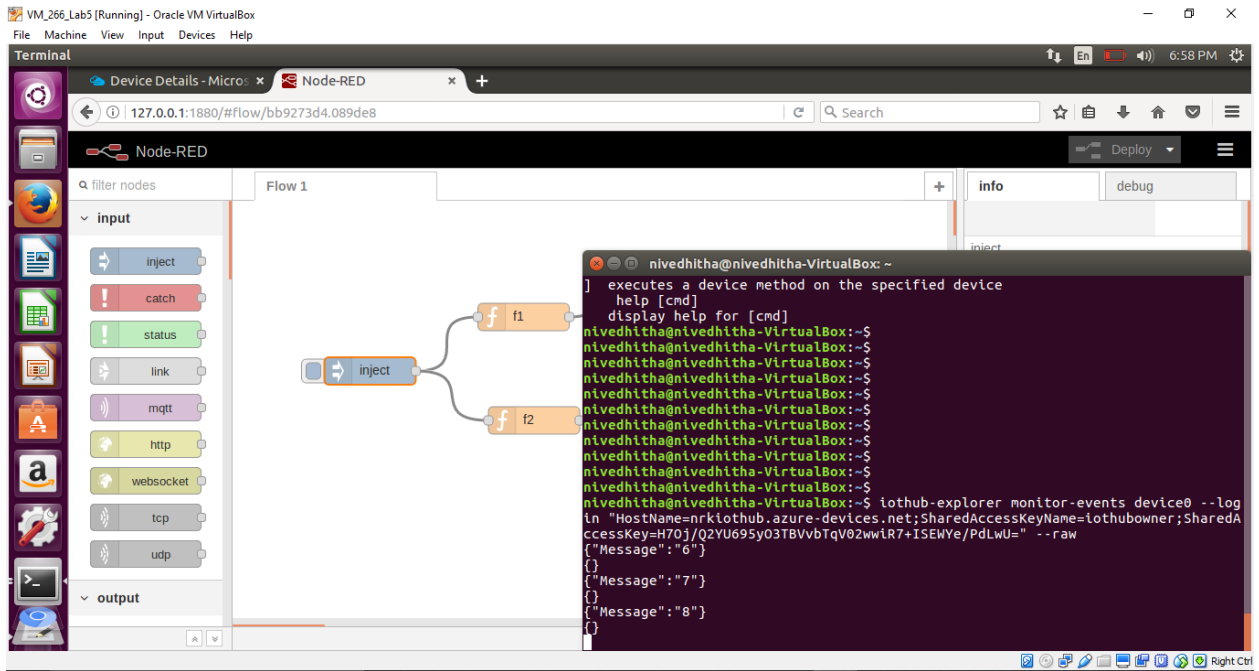 VM_266_Lab5 [Running] - Oracle VM VirtualBox
File Machine View Input Devices Help
Terminal
En
6:58 PM
Device Details - Micros
Node-RED
127.0.0.1:1880/#flow/bb9273d4.089de8
Search
Node-RED
Deploy
filter nodes
Flow 1
info
debug
input
inject
inject
catch
status
link
mqtt
http
websocket
tcp
udp
output
f1
inject
f2
nivedhitha@nivedhitha-VirtualBox: ~
] executes a device method on the specified device
help [cmd]
display help for [cmd]
nivedhitha@nivedhitha-VirtualBox:~$
nivedhitha@nivedhitha-VirtualBox:~$
nivedhitha@nivedhitha-VirtualBox:~$
nivedhitha@nivedhitha-VirtualBox:~$
nivedhitha@nivedhitha-VirtualBox:~$
nivedhitha@nivedhitha-VirtualBox:~$
nivedhitha@nivedhitha-VirtualBox:~$
nivedhitha@nivedhitha-VirtualBox:~$
nivedhitha@nivedhitha-VirtualBox:~$
nivedhitha@nivedhitha-VirtualBox:~$
nivedhitha@nivedhitha-VirtualBox:~$
nivedhitha@nivedhitha-VirtualBox:~$ iothub-explorer monitor-events device0 --log
in "HostName=nrkiothub.azure-devices.net;SharedAccessKeyName=iothubowner;SharedA
ccessKey=H7Oj/Q2YU695yO3TBVvbTqV02wwiR7+ISEWYe/PdLwU=" --raw
{"Message":"6"}
{}
{"Message":"7"}
{}
{"Message":"8"}
{}
Right Ctrl